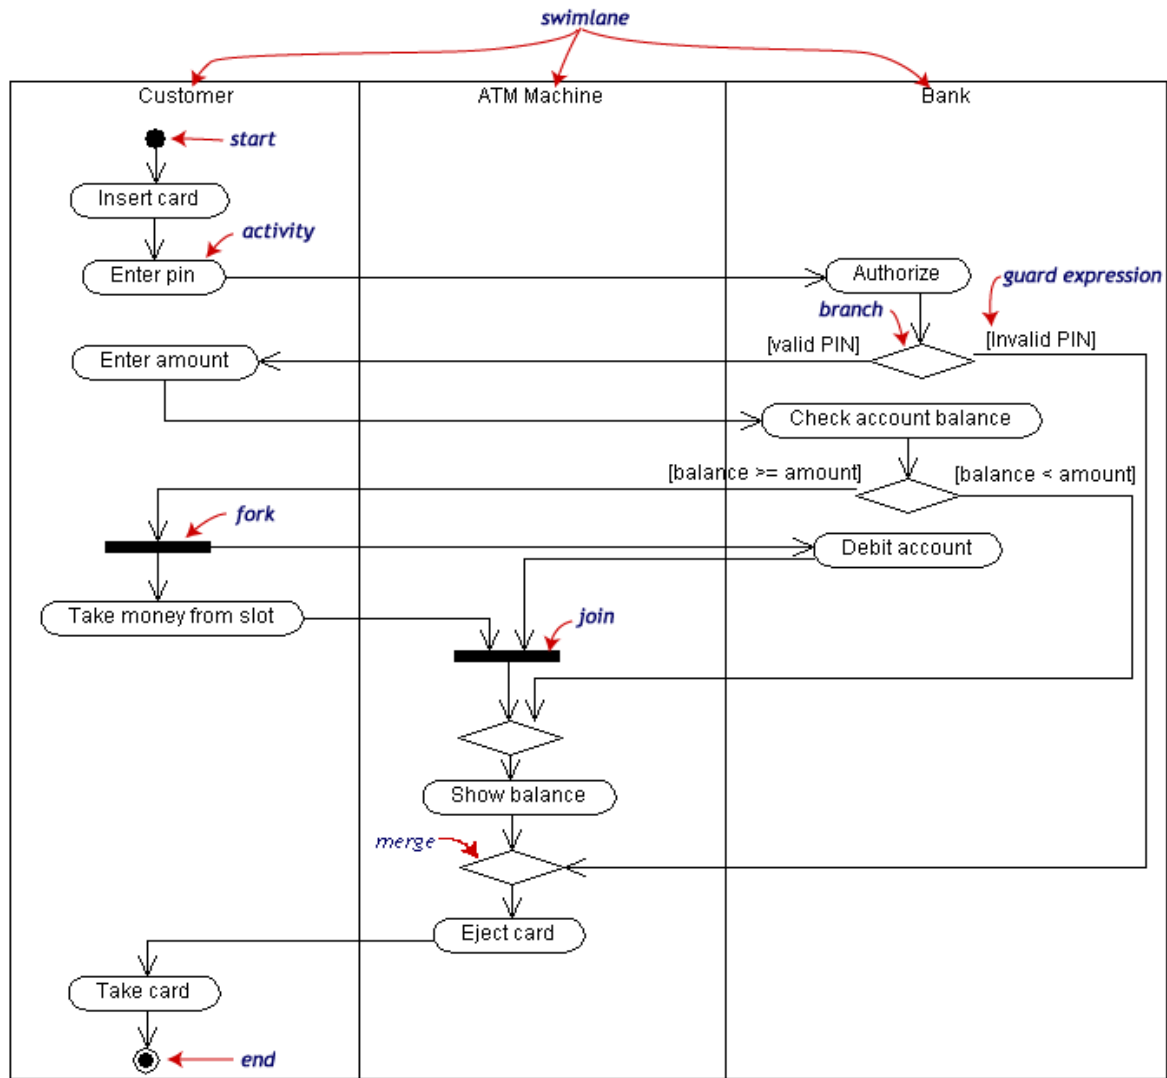 swimlane
Customer
ATM Machine
Bank
start
Insert card
activity
Enter pin
Authorize
guard expression
branch
[valid PIN]
[Invalid PIN]
Enter amount
Check account balance
[balance >= amount]
[balance < amount]
fork
Debit account
Take money from slot
join
Show balance
merge
Eject card
Take card
end